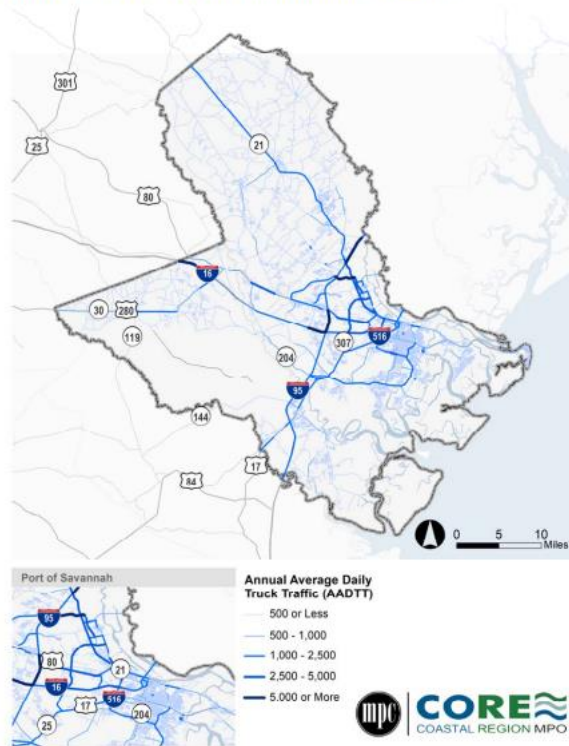 301
25
80
21
16
30
280
119
204
307
516
95
144
17
84
0 5 10
Miles
Port of Savannah
95
80
21
16
17
516
204
25
Annual Average Daily
Truck Traffic (AADTT)
500 or Less
500 - 1,000
1,000 - 2,500
2,500 - 5,000
5.000 or More
mpc
CORE
COASTAL REGION MPO